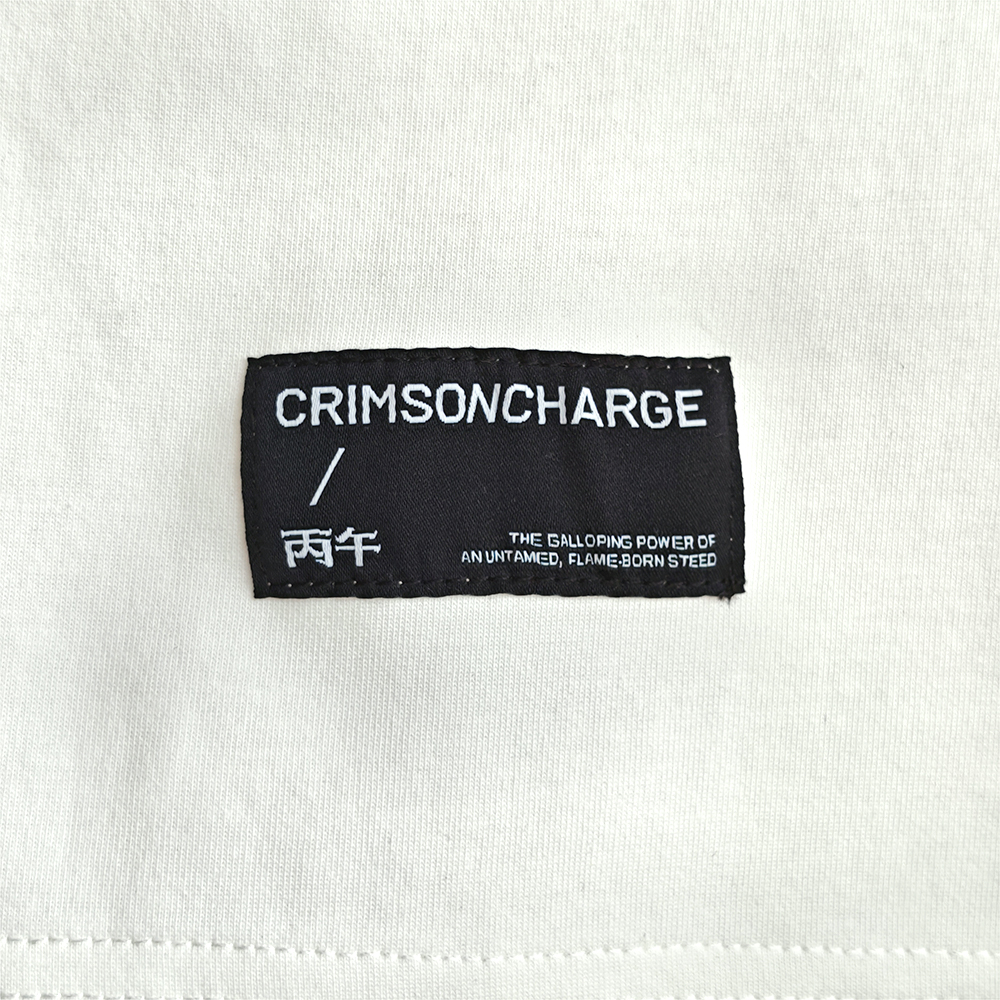 CRIMSONCHARGE
/
丙午
THE GALLOPING POWER OF
AN UNTAMED, FLAME-BORN STEED